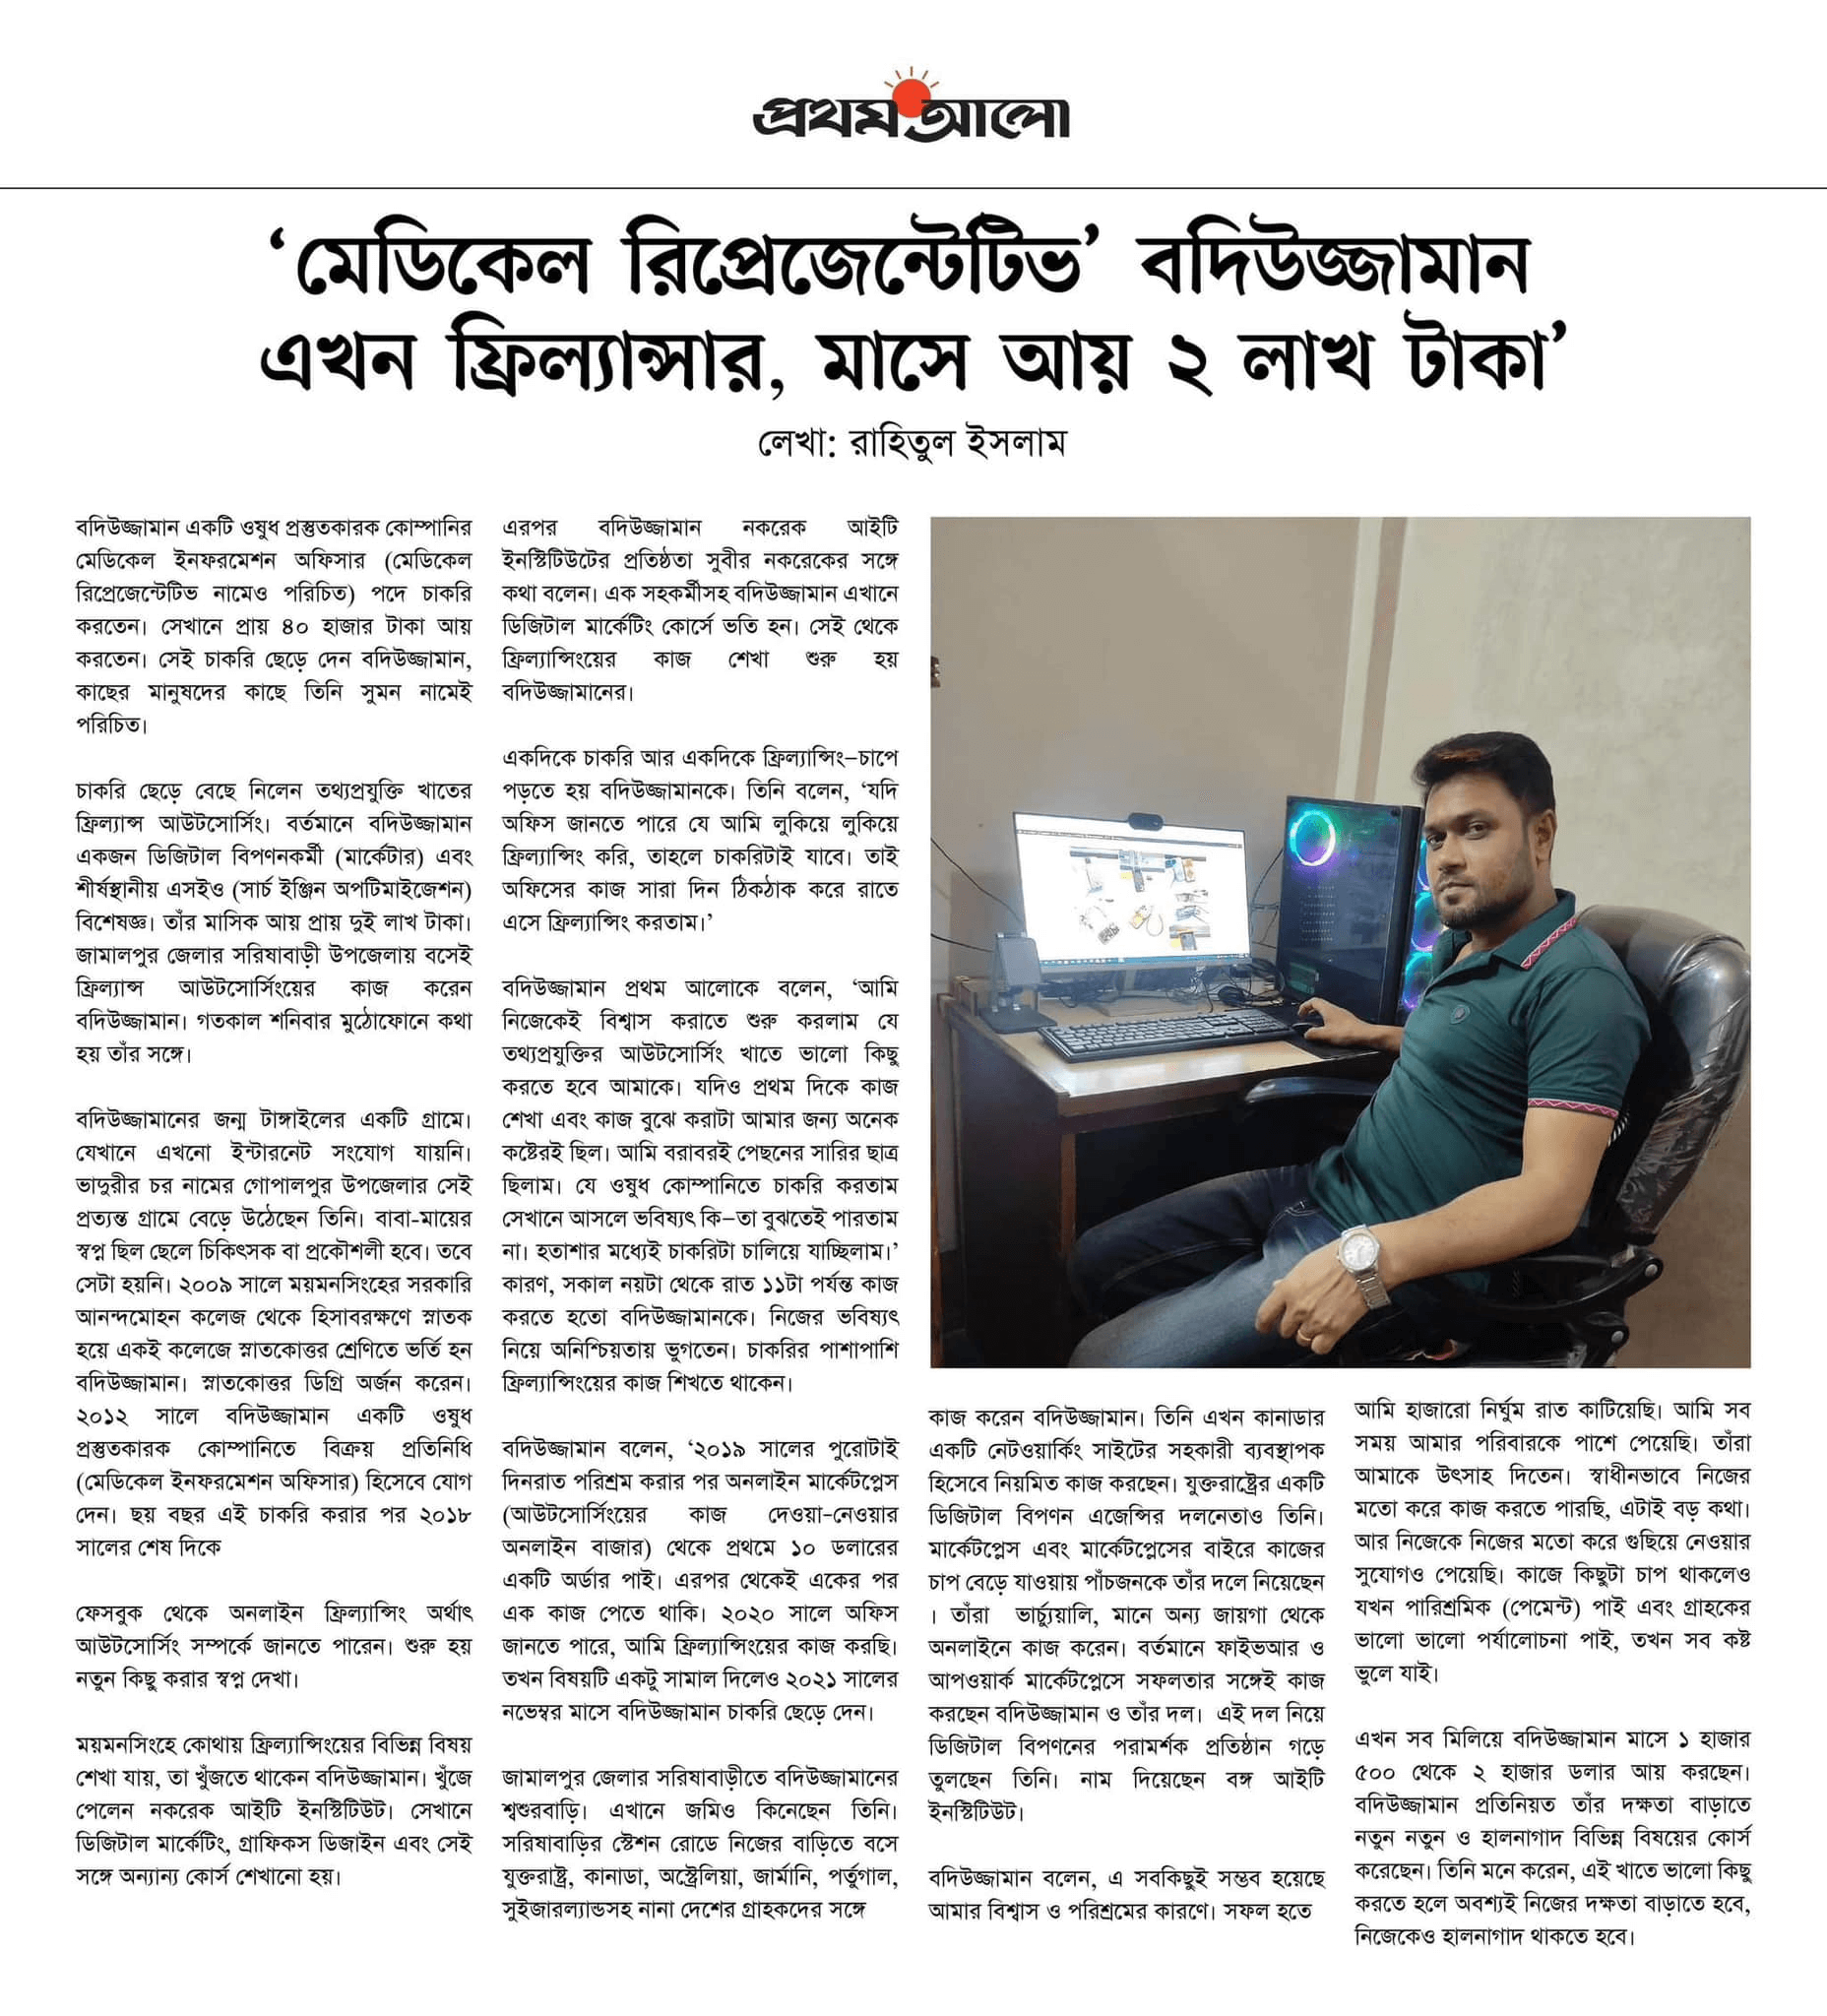 প্রথম আলো
‘মেডিকেল রিপ্রেজেন্টেটিভ’ বদিউজ্জামান
এখন ফ্রিল্যান্সার, মাসে আয় ২ লাখ টাকা’
লেখা: রাহিতুল ইসলাম
বদিউজ্জামান একটি ওষুধ প্রস্তুতকারক কোম্পানির
মেডিকেল ইনফরমেশন অফিসার (মেডিকেল
রিপ্রেজেন্টেটিভ নামেও পরিচিত) পদে চাকরি
করতেন। সেখানে প্রায় ৪০ হাজার টাকা আয়
করতেন। সেই চাকরি ছেড়ে দেন বদিউজ্জামান,
কাছের মানুষদের কাছে তিনি সুমন নামেই
পরিচিত।
চাকরি ছেড়ে বেছে নিলেন তথ্যপ্রযুক্তি খাতের
ফ্রিল্যান্স আউটসোর্সিং। বর্তমানে বদিউজ্জামান
একজন ডিজিটাল বিপণনকর্মী (মার্কেটার) এবং
শীর্ষস্থানীয় এসইও (সার্চ ইঞ্জিন অপটিমাইজেশন)
বিশেষজ্ঞ। তাঁর মাসিক আয় প্রায় দুই লাখ টাকা।
জামালপুর জেলার সরিষাবাড়ী উপজেলায় বসেই
ফ্রিল্যান্স আউটসোর্সিংয়ের কাজ করেন
বদিউজ্জামান। গতকাল শনিবার মুঠোফোনে কথা
হয় তাঁর সঙ্গে।
বদিউজ্জামানের জন্ম টাঙ্গাইলের একটি গ্রামে।
যেখানে এখনো ইন্টারনেট সংযোগ যায়নি।
ভাদুরীর চর নামের গোপালপুর উপজেলার সেই
প্রত্যন্ত গ্রামে বেড়ে উঠেছেন তিনি। বাবা-মায়ের
স্বপ্ন ছিল ছেলে চিকিৎসক বা প্রকৌশলী হবে। তবে
সেটা হয়নি। ২০০৯ সালে ময়মনসিংহের সরকারি
আনন্দমোহন কলেজ থেকে হিসাবরক্ষণে স্নাতক
হয়ে একই কলেজে স্নাতকোত্তর শ্রেণিতে ভর্তি হন
বদিউজ্জামান। স্নাতকোত্তর ডিগ্রি অর্জন করেন।
২০১২ সালে বদিউজ্জামান একটি ওষুধ
প্রস্তুতকারক কোম্পানিতে বিক্রয় প্রতিনিধি
(মেডিকেল ইনফরমেশন অফিসার) হিসেবে যোগ
দেন। ছয় বছর এই চাকরি করার পর ২০১৮
সালের শেষ দিকে
ফেসবুক থেকে অনলাইন ফ্রিল্যান্সিং অর্থাৎ
আউটসোর্সিং সম্পর্কে জানতে পারেন। শুরু হয়
নতুন কিছু করার স্বপ্ন দেখা।
ময়মনসিংহে কোথায় ফ্রিল্যান্সিংয়ের বিভিন্ন বিষয়
শেখা যায়, তা খুঁজতে থাকেন বদিউজ্জামান। খুঁজে
পেলেন নকরেক আইটি ইনস্টিটিউট। সেখানে
ডিজিটাল মার্কেটিং, গ্রাফিকস ডিজাইন এবং সেই
সঙ্গে অন্যান্য কোর্স শেখানো হয়।
এরপর বদিউজ্জামান নকরেক আইটি
ইনস্টিটিউটের প্রতিষ্ঠতা সুবীর নকরেকের সঙ্গে
কথা বলেন। এক সহকর্মীসহ বদিউজ্জামান এখানে
ডিজিটাল মার্কেটিং কোর্সে ভতি হন। সেই থেকে
ফ্রিল্যান্সিংয়ের কাজ শেখা শুরু হয়
বদিউজ্জামানের।
একদিকে চাকরি আর একদিকে ফ্রিল্যান্সিং–চাপে
পড়তে হয় বদিউজ্জামানকে। তিনি বলেন, ‘যদি
অফিস জানতে পারে যে আমি লুকিয়ে লুকিয়ে
ফ্রিল্যান্সিং করি, তাহলে চাকরিটাই যাবে। তাই
অফিসের কাজ সারা দিন ঠিকঠাক করে রাতে
এসে ফ্রিল্যান্সিং করতাম।’
বদিউজ্জামান প্রথম আলোকে বলেন, ‘আমি
নিজেকেই বিশ্বাস করাতে শুরু করলাম যে
তথ্যপ্রযুক্তির আউটসোর্সিং খাতে ভালো কিছু
করতে হবে আমাকে। যদিও প্রথম দিকে কাজ
শেখা এবং কাজ বুঝে করাটা আমার জন্য অনেক
কষ্টেরই ছিল। আমি বরাবরই পেছনের সারির ছাত্র
ছিলাম। যে ওষুধ কোম্পানিতে চাকরি করতাম
সেখানে আসলে ভবিষ্যৎ কি–তা বুঝতেই পারতাম
না। হতাশার মধ্যেই চাকরিটা চালিয়ে যাচ্ছিলাম।’
কারণ, সকাল নয়টা থেকে রাত ১১টা পর্যন্ত কাজ
করতে হতো বদিউজ্জামানকে। নিজের ভবিষ্যৎ
নিয়ে অনিশ্চিয়তায় ভুগতেন। চাকরির পাশাপাশি
ফ্রিল্যান্সিংয়ের কাজ শিখতে থাকেন।
বদিউজ্জামান বলেন, ‘২০১৯ সালের পুরোটাই
দিনরাত পরিশ্রম করার পর অনলাইন মার্কেটপ্লেস
(আউটসোর্সিংয়ের কাজ দেওয়া-নেওয়ার
অনলাইন বাজার) থেকে প্রথমে ১০ ডলারের
একটি অর্ডার পাই। এরপর থেকেই একের পর
এক কাজ পেতে থাকি। ২০২০ সালে অফিস
জানতে পারে, আমি ফ্রিল্যান্সিংয়ের কাজ করছি।
তখন বিষয়টি একটু সামাল দিলেও ২০২১ সালের
নভেম্বর মাসে বদিউজ্জামান চাকরি ছেড়ে দেন।
জামালপুর জেলার সরিষাবাড়ীতে বদিউজ্জামানের
শ্বশুরবাড়ি। এখানে জমিও কিনেছেন তিনি।
সরিষাবাড়ির স্টেশন রোডে নিজের বাড়িতে বসে
যুক্তরাষ্ট্র, কানাডা, অস্ট্রেলিয়া, জার্মানি, পর্তুগাল,
সুইজারল্যান্ডসহ নানা দেশের গ্রাহকদের সঙ্গে
কাজ করেন বদিউজ্জামান। তিনি এখন কানাডার
একটি নেটওয়ার্কিং সাইটের সহকারী ব্যবস্থাপক
হিসেবে নিয়মিত কাজ করছেন। যুক্তরাষ্ট্রের একটি
ডিজিটাল বিপণন এজেন্সির দলনেতাও তিনি।
মার্কেটপ্লেস এবং মার্কেটপ্লেসের বাইরে কাজের
চাপ বেড়ে যাওয়ায় পাঁচজনকে তাঁর দলে নিয়েছেন
। তাঁরা ভার্চ্যুয়ালি, মানে অন্য জায়গা থেকে
অনলাইনে কাজ করেন। বর্তমানে ফাইভআর ও
আপওয়ার্ক মার্কেটপ্লেসে সফলতার সঙ্গেই কাজ
করছেন বদিউজ্জামান ও তাঁর দল। এই দল নিয়ে
ডিজিটাল বিপণনের পরামর্শক প্রতিষ্ঠান গড়ে
তুলছেন তিনি। নাম দিয়েছেন বঙ্গ আইটি
ইনস্টিটিউট।
বদিউজ্জামান বলেন, এ সবকিছুই সম্ভব হয়েছে
আমার বিশ্বাস ও পরিশ্রমের কারণে। সফল হতে
আমি হাজারো নির্ঘুম রাত কাটিয়েছি। আমি সব
সময় আমার পরিবারকে পাশে পেয়েছি। তাঁরা
আমাকে উৎসাহ দিতেন। স্বাধীনভাবে নিজের
মতো করে কাজ করতে পারছি, এটাই বড় কথা।
আর নিজেকে নিজের মতো করে গুছিয়ে নেওয়ার
সুযোগও পেয়েছি। কাজে কিছুটা চাপ থাকলেও
যখন পারিশ্রমিক (পেমেন্ট) পাই এবং গ্রাহকের
ভালো ভালো পর্যালোচনা পাই, তখন সব কষ্ট
ভুলে যাই।
এখন সব মিলিয়ে বদিউজ্জামান মাসে ১ হাজার
৫০০ থেকে ২ হাজার ডলার আয় করছেন।
বদিউজ্জামান প্রতিনিয়ত তাঁর দক্ষতা বাড়াতে
নতুন নতুন ও হালনাগাদ বিভিন্ন বিষয়ের কোর্স
করেছেন। তিনি মনে করেন, এই খাতে ভালো কিছু
করতে হলে অবশ্যই নিজের দক্ষতা বাড়াতে হবে,
নিজেকেও হালনাগাদ থাকতে হবে।